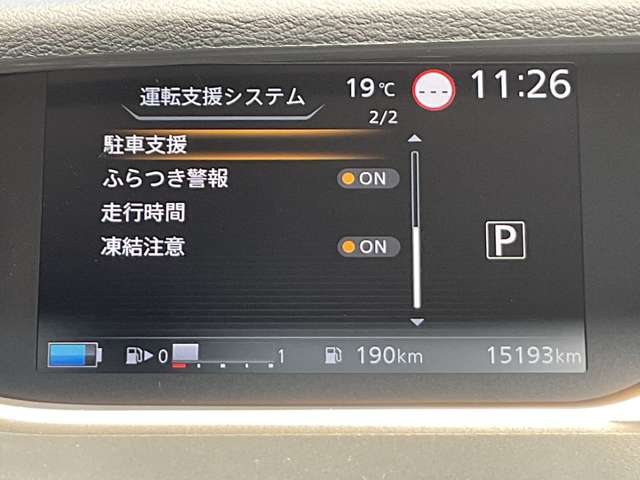 運転支援システム 19℃ --- 11:26
2/2
駐車支援
ふらつき警報 ON
走行時間
凍結注意 ON
P
0 1 190km 15193km